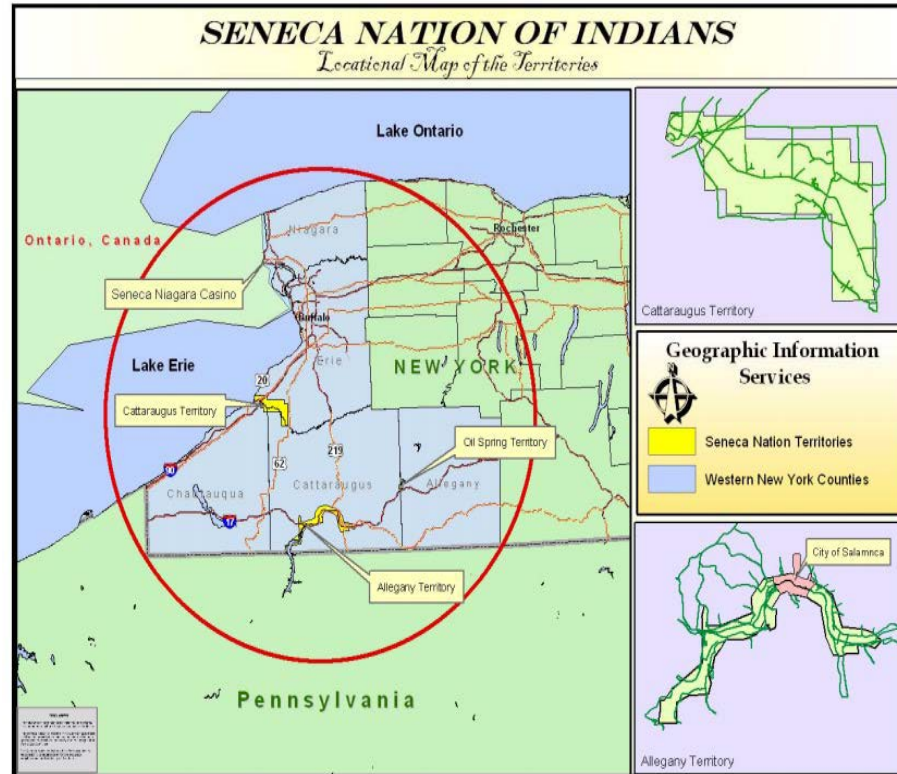 SENECA NATION OF INDIANS
Locational Map of the Territories
Lake Ontario
Ontario, Canada
Niagara
Rochester
Seneca Niagara Casino
Buffalo
Lake Erie
Erie
NEW YORK
20
Cattaraugus Territory
Oil Spring Territory
62
219
90
Chautauqua
Cattaraugus
Allegany
17
Allegany Territory
Pennsylvania
Cattaraugus Territory
Geographic Information
Services
Seneca Nation Territories
Western New York Counties
City of Salamnca
Allegany Territory